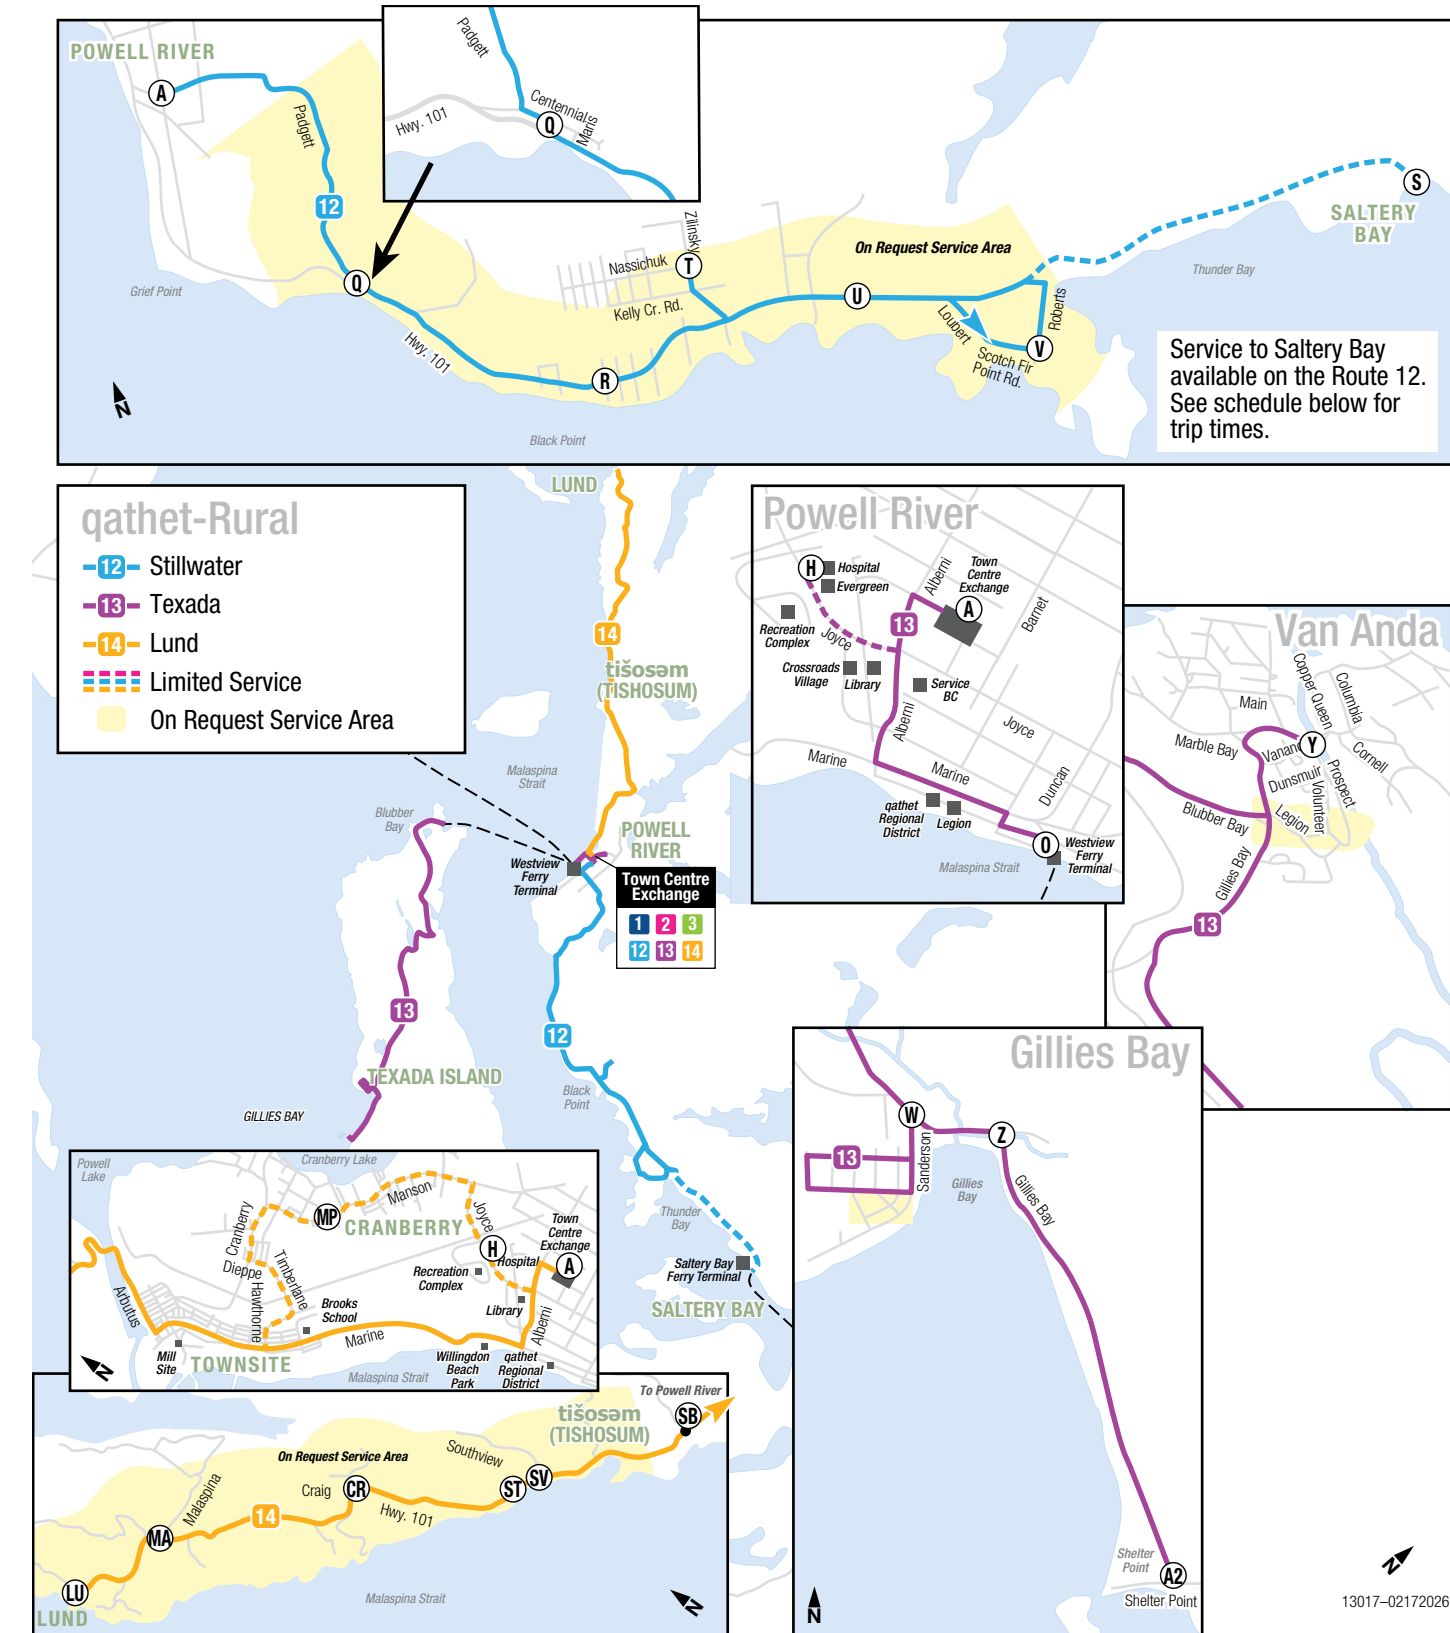 POWELL RIVER
A
Padgett
12
Q
Grief Point
Padgett
Centennial
Hwy. 101
Q
Maris
Hwy. 101
R
Black Point
Zilinsky
Nassichuk
T
Kelly Cr. Rd.
On Request Service Area
U
Loubert
Scotch Fir
Point Rd.
V
Roberts
Thunder Bay
S
SALTERY
BAY
N
Service to Saltery Bay
available on the Route 12.
See schedule below for
trip times.
qathet-Rural
12 Stillwater
13 Texada
14 Lund
Limited Service
On Request Service Area
LUND
14
tišosəm
(TISHOSUM)
Malaspina
Strait
Blubber
Bay
POWELL
RIVER
Westview
Ferry
Terminal
Town Centre
Exchange
1 2 3
12 13 14
13
12
TEXADA ISLAND
GILLIES BAY
Black
Point
Thunder
Bay
Saltery Bay
Ferry Terminal
SALTERY BAY
Powell River
H
Hospital
Evergreen
Alberni
Town
Centre
Exchange
A
Barnet
Recreation
Complex
Joyce
13
Crossroads
Village
Library
Service
BC
Alberni
Joyce
Marine
Marine
Duncan
qathet
Regional
District
Legion
O
Westview
Ferry
Terminal
Malaspina Strait
Van Anda
Copper Queen
Columbia
Main
Marble Bay
Vananda
Y
Cornell
Dunsmuir
Prospect
Volunteer
Blubber Bay
Legion
Gillies Bay
13
Gillies Bay
W
Z
13
Sanderson
Gillies
Bay
Gillies Bay
Shelter
Point
A2
Shelter Point
N
Powell
Lake
Cranberry Lake
Manson
MP
CRANBERRY
Joyce
Cranberry
Town
Centre
Exchange
H
Hospital
A
Dieppe
Timberlane
Recreation
Complex
Hawthorne
Arbutus
Brooks
School
Library
Alberni
Marine
Mill
Site
TOWNSITE
Willingdon
Beach
Park
qathet
Regional
District
Malaspina Strait
N
To Powell River
tišosəm
(TISHOSUM)
SB
On Request Service Area
Southview
Malaspina
Craig
CR
ST
SV
14
Hwy. 101
MA
LU
LUND
Malaspina Strait
N
N
13017–02172026